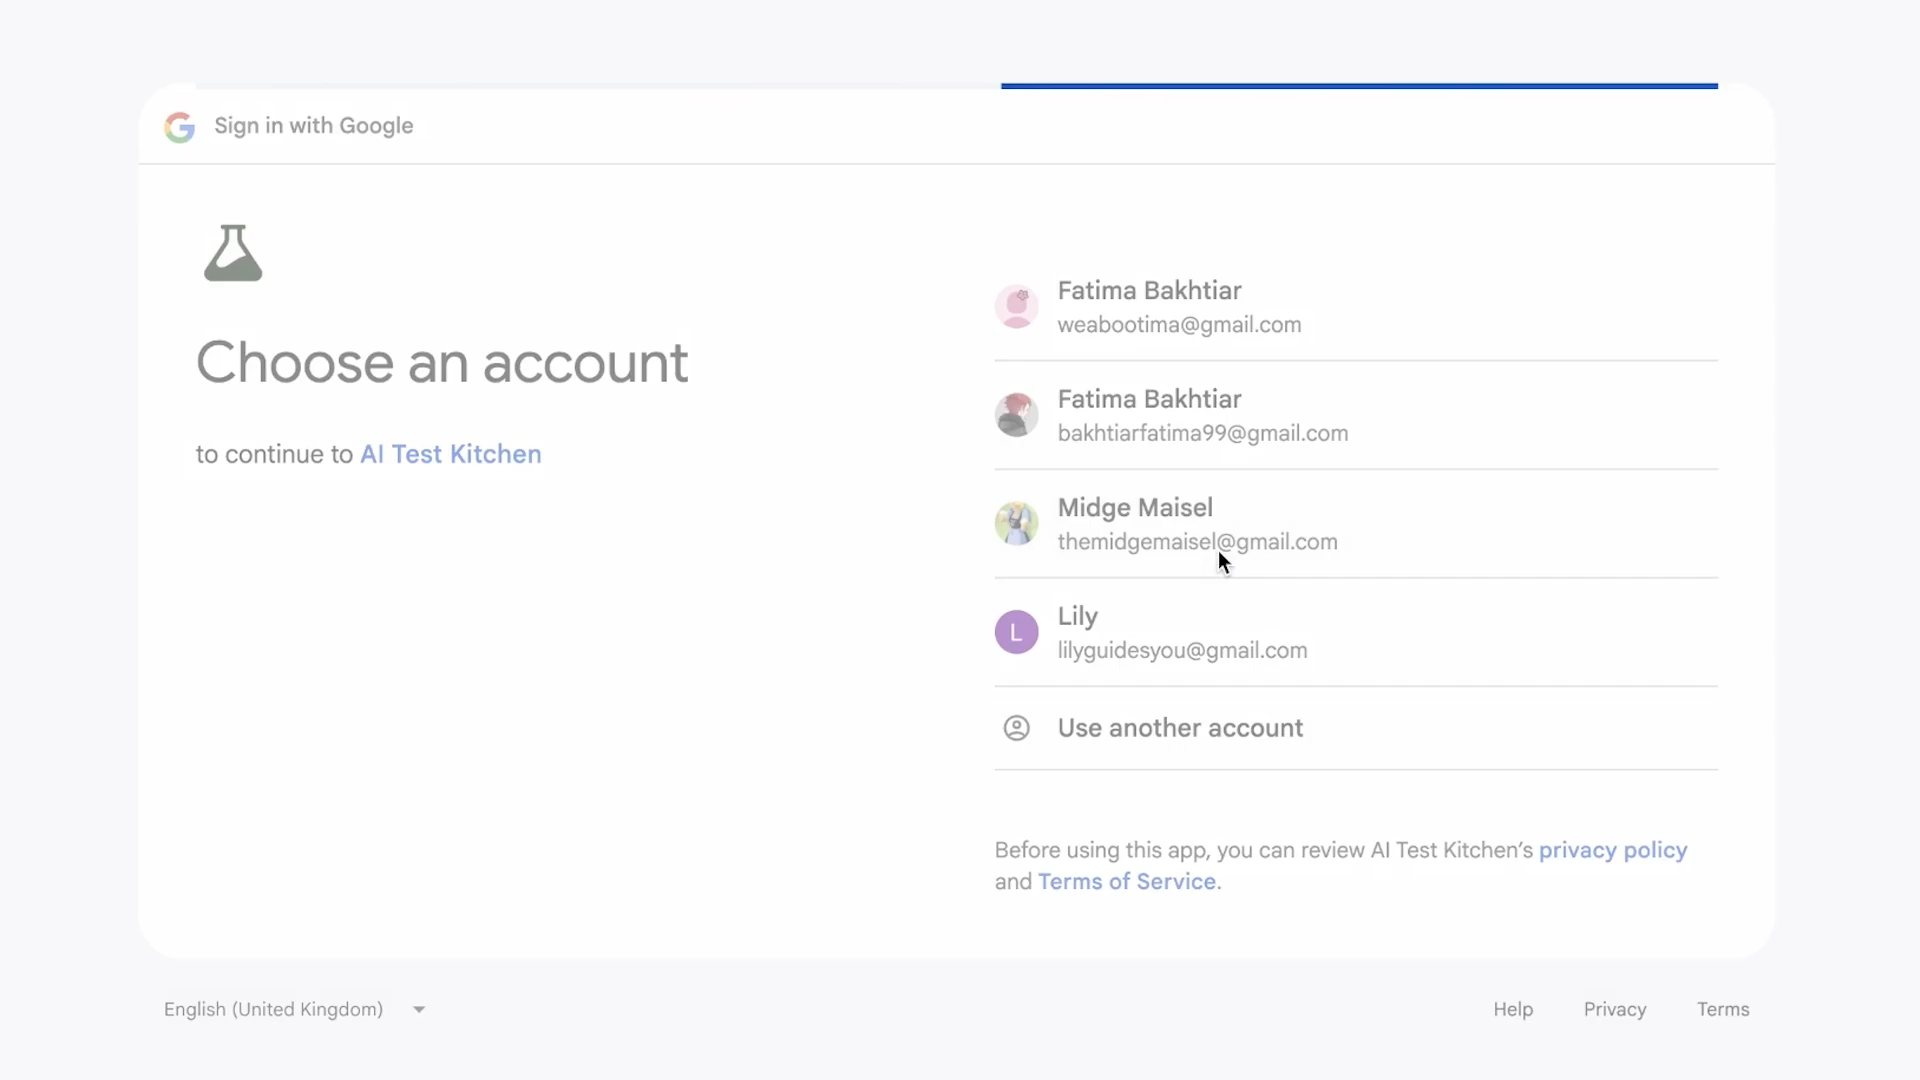 Sign in with Google
Choose an account
to continue to AI Test Kitchen
Fatima Bakhtiar
weabootima@gmail.com
Fatima Bakhtiar
bakhtiarfatima99@gmail.com
Midge Maisel
themidgemaisel@gmail.com
L
Lily
lilyguidesyou@gmail.com
Use another account
Before using this app, you can review AI Test Kitchen’s privacy policy
and Terms of Service.
English (United Kingdom)
Help Privacy Terms